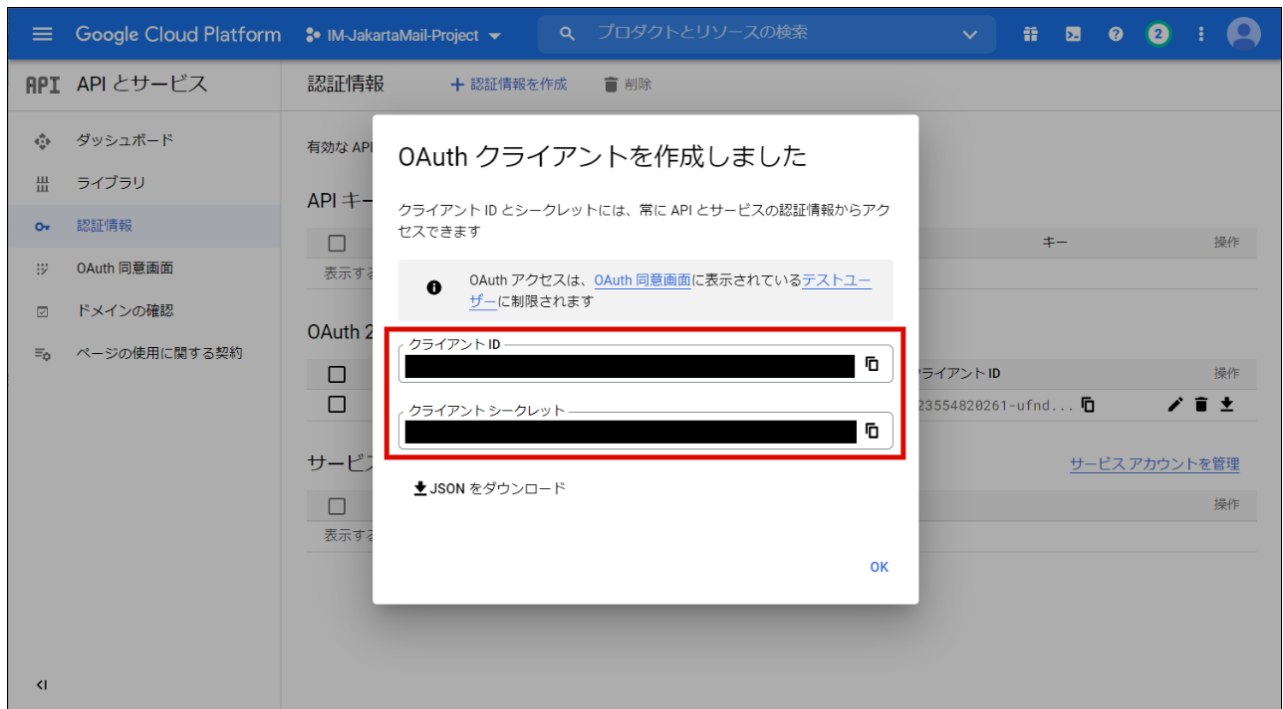 Google Cloud Platform IM-JakartaMail-Project プロダクトとリソースの検索 2
API API とサービス 認証情報 認証情報を作成 削除
ダッシュボード
ライブラリ
認証情報
OAuth 同意画面
ドメインの確認
ページの使用に関する契約
有効な API
API キー
キー 操作
表示する
OAuth 2
クライアント ID 操作
23554820261-ufnd...
サービス
サービス アカウントを管理
操作
表示する
OAuth クライアントを作成しました
クライアント ID とシークレットには、常に API とサービスの認証情報からアク
セスできます
OAuth アクセスは、OAuth 同意画面に表示されているテストユー
ザーに制限されます
クライアント ID
クライアント シークレット
JSON をダウンロード
OK